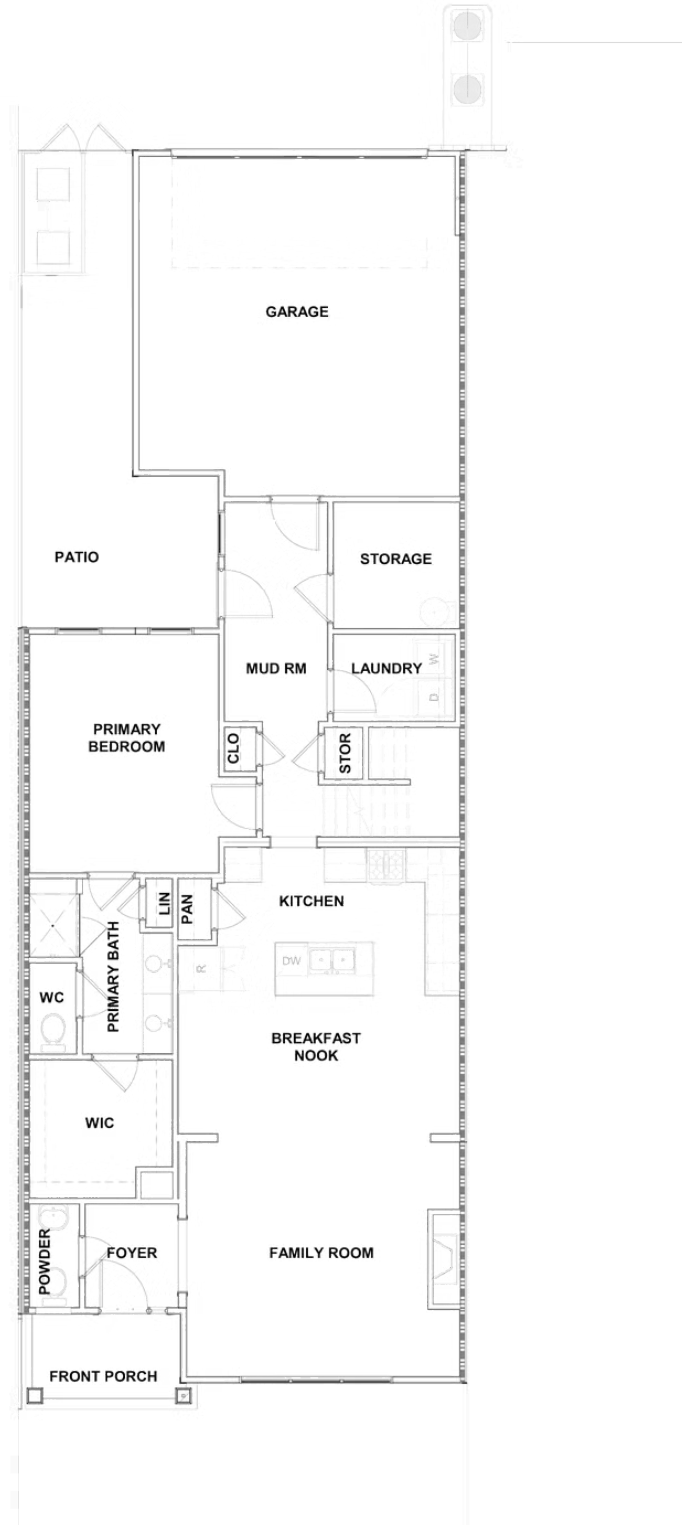 GARAGE
PATIO
STORAGE
MUD RM
LAUNDRY
W
D
PRIMARY
BEDROOM
CLO
STOR
KITCHEN
LIN
PAN
PRIMARY BATH
R
DW
WC
BREAKFAST
NOOK
WIC
POWDER
FOYER
FAMILY ROOM
FRONT PORCH